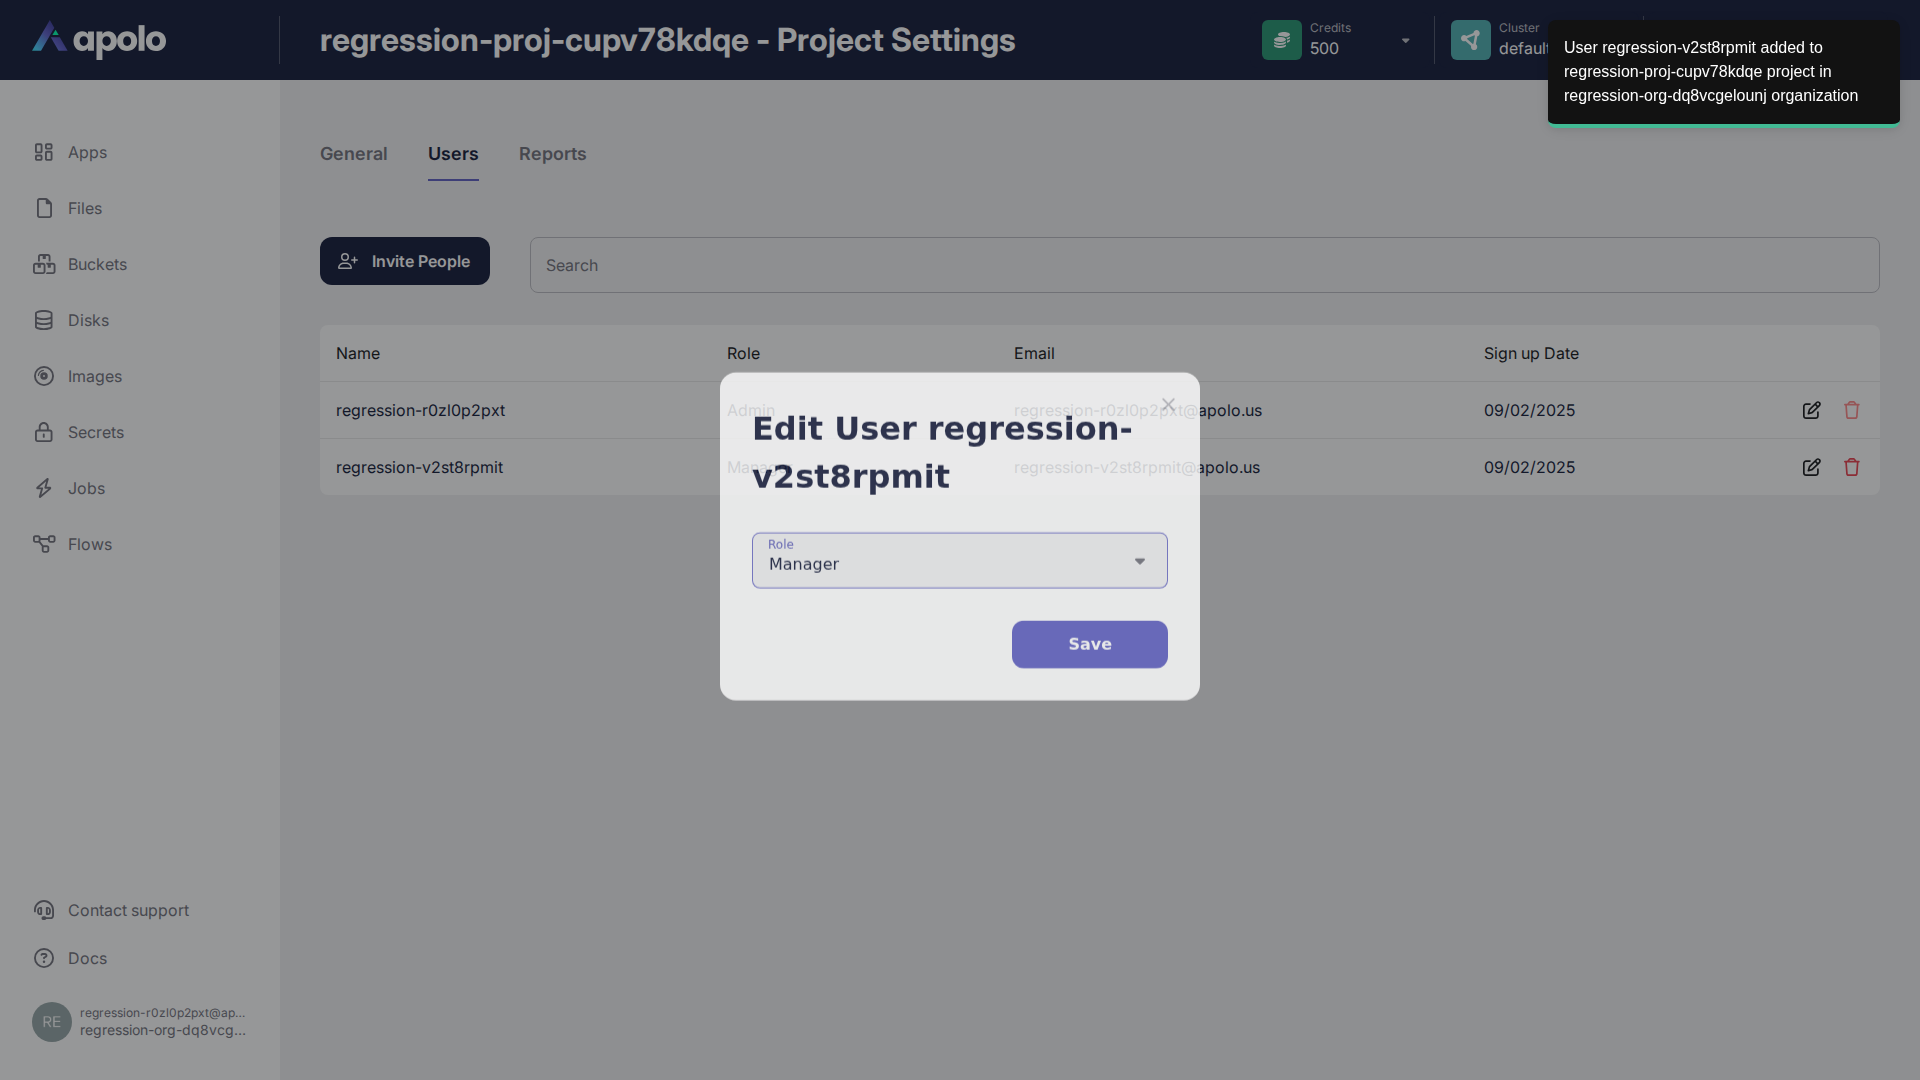 apolo
regression-proj-cupv78kdqe - Project Settings
Credits
500
Cluster
default
User regression-v2st8rpmit added to
regression-proj-cupv78kdqe project in
regression-org-dq8vcgelounj organization
Apps
Files
Buckets
Disks
Images
Secrets
Jobs
Flows
General
Users
Reports
Invite People
Search
Name
Role
Email
Sign up Date
regression-r0zl0p2pxt
Admin
regression-r0zl0p2pxt@apolo.us
09/02/2025
regression-v2st8rpmit
Manager
regression-v2st8rpmit@apolo.us
09/02/2025
Edit User regression-
v2st8rpmit
Role
Manager
Save
Contact support
Docs
RE
regression-r0zl0p2pxt@ap...
regression-org-dq8vcg...